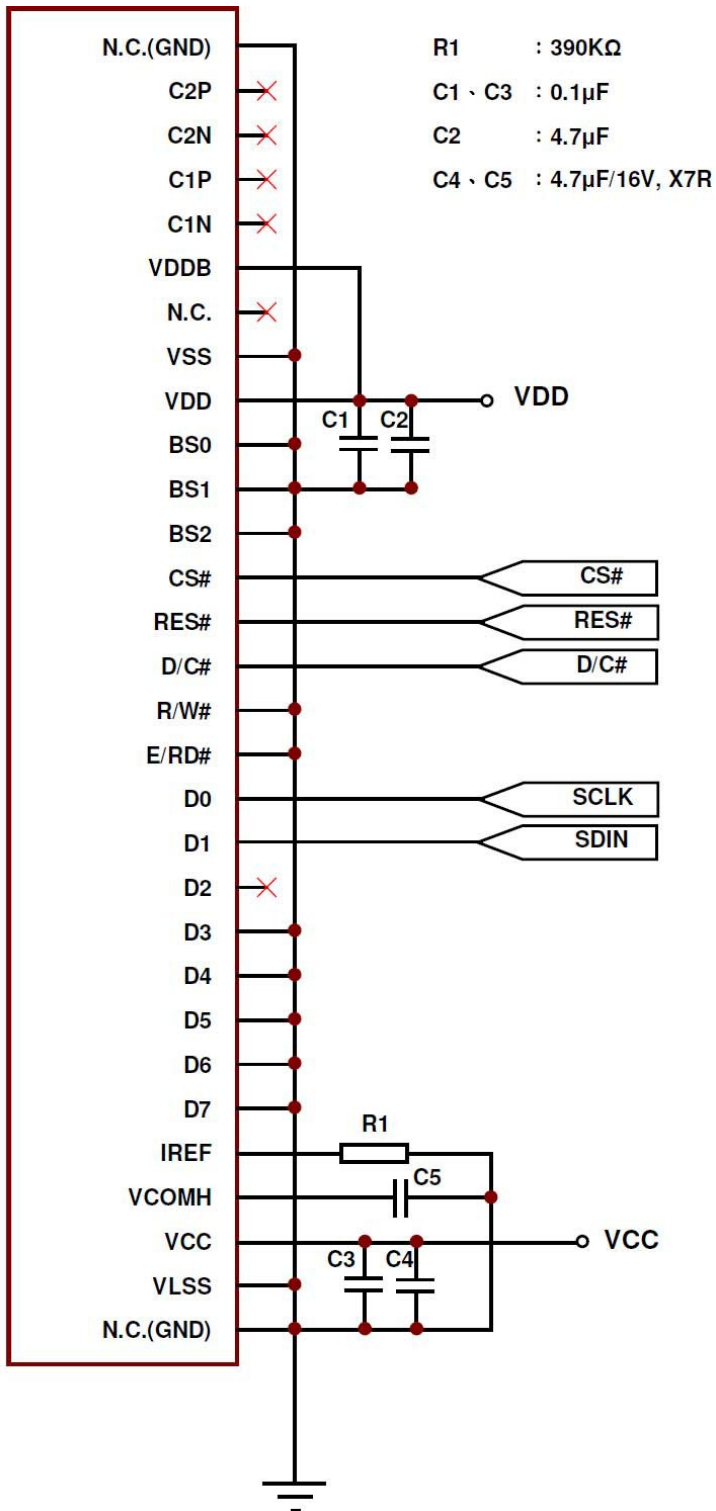 N.C.(GND)
C2P
C2N
C1P
C1N
VDDB
N.C.
VSS
VDD
BS0
BS1
BS2
CS#
RES#
D/C#
R/W#
E/RD#
D0
D1
D2
D3
D4
D5
D6
D7
IREF
VCOMH
VCC
VLSS
N.C.(GND)
R1 : 390KΩ
C1、C3 : 0.1μF
C2 : 4.7μF
C4、C5 : 4.7μF/16V, X7R
VDD
C1 C2
CS#
RES#
D/C#
SCLK
SDIN
R1
C5
VCC
C3 C4